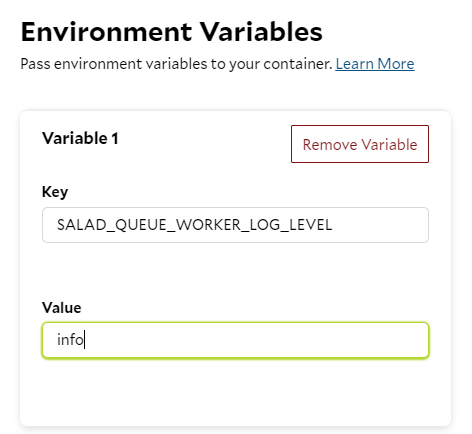 Environment Variables
Pass environment variables to your container. Learn More
Variable 1
Remove Variable
Key
SALAD_QUEUE_WORKER_LOG_LEVEL
Value
info